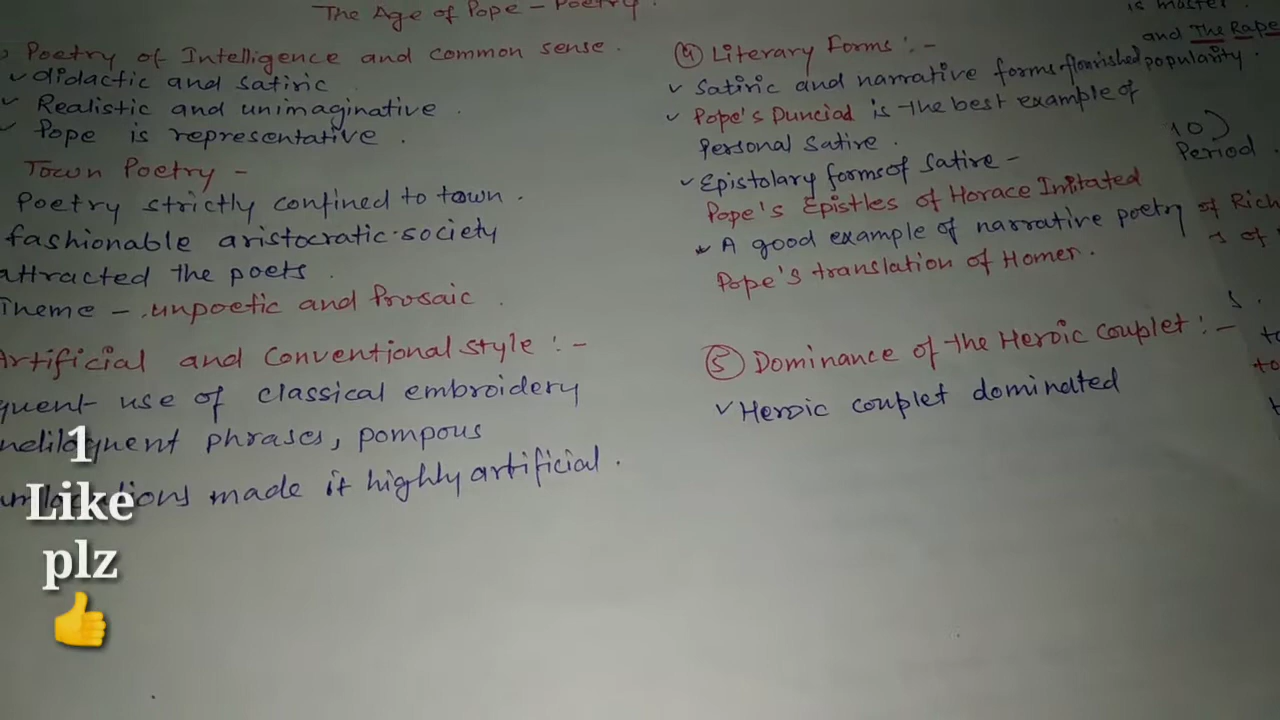 The Age of Pope - Poetry.
Poetry of Intelligence and common sense.
✓ didactic and satiric
✓ Realistic and unimaginative.
✓ Pope is representative.
Town Poetry -
Poetry strictly confined to town.
fashionable aristocratic society
attracted the poets.
Theme - unpoetic and Prosaic.
Artificial and Conventional style :-
use of classical embroidery
phrases, pompous
made it highly artificial.
④ Literary Forms :-
✓ Satiric and narrative forms flourished
✓ Pope's Dunciad is the best example of
Personal Satire.
✓ Epistolary forms of Satire -
Pope's Epistles of Horace Imitated
A good example of narrative poetry
Pope's translation of Homer.
⑤ Dominance of the Heroic Couplet :-
✓ Heroic couplet dominated
is master
and The Rape
popularity.
10)
Period.
of Rich
s of
s.
to
to
1
Like
plz
👍